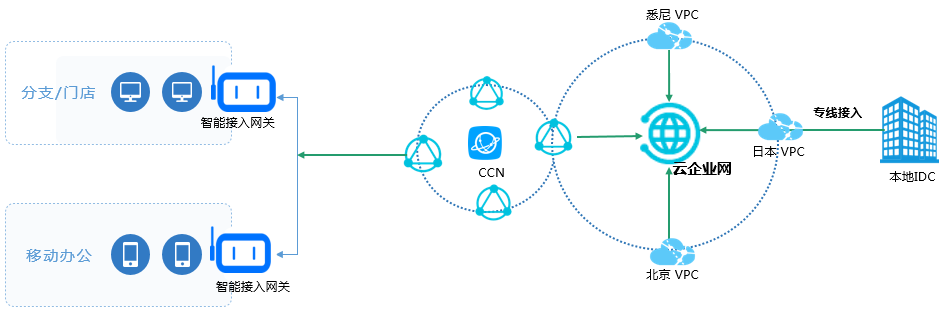 悉尼 VPC
分支/门店
智能接入网关
专线接入
CCN
日本 VPC
云企业网
本地IDC
移动办公
智能接入网关
北京 VPC